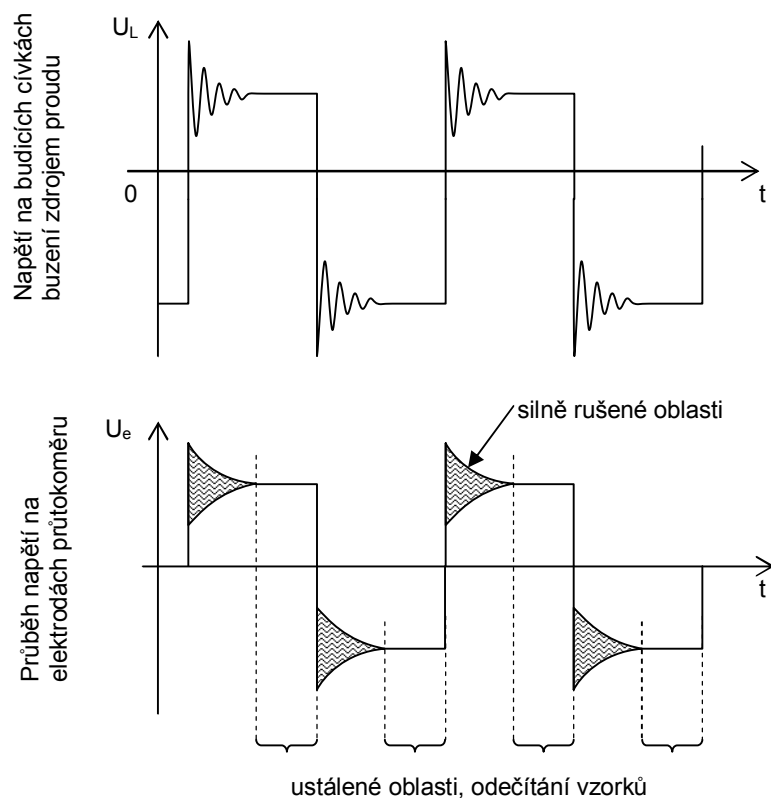 U_L
Napětí na budicích cívkách
buzení zdrojem proudu
0
t
silně rušené oblasti
U_e
Průběh napětí na
elektrodách průtokoměru
t
ustálené oblasti, odečítání vzorků